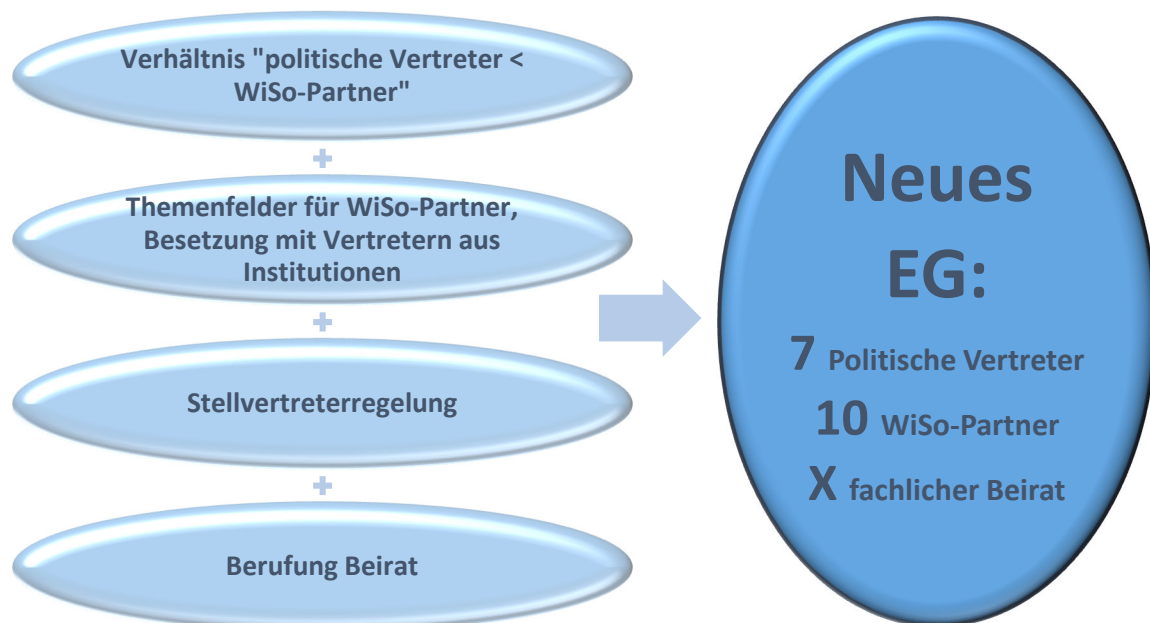 Verhältnis "politische Vertreter <
WiSo-Partner"
+
Themenfelder für WiSo-Partner,
Besetzung mit Vertretern aus
Institutionen
+
Stellvertreterregelung
+
Berufung Beirat
Neues
EG:
7 Politische Vertreter
10 WiSo-Partner
X fachlicher Beirat